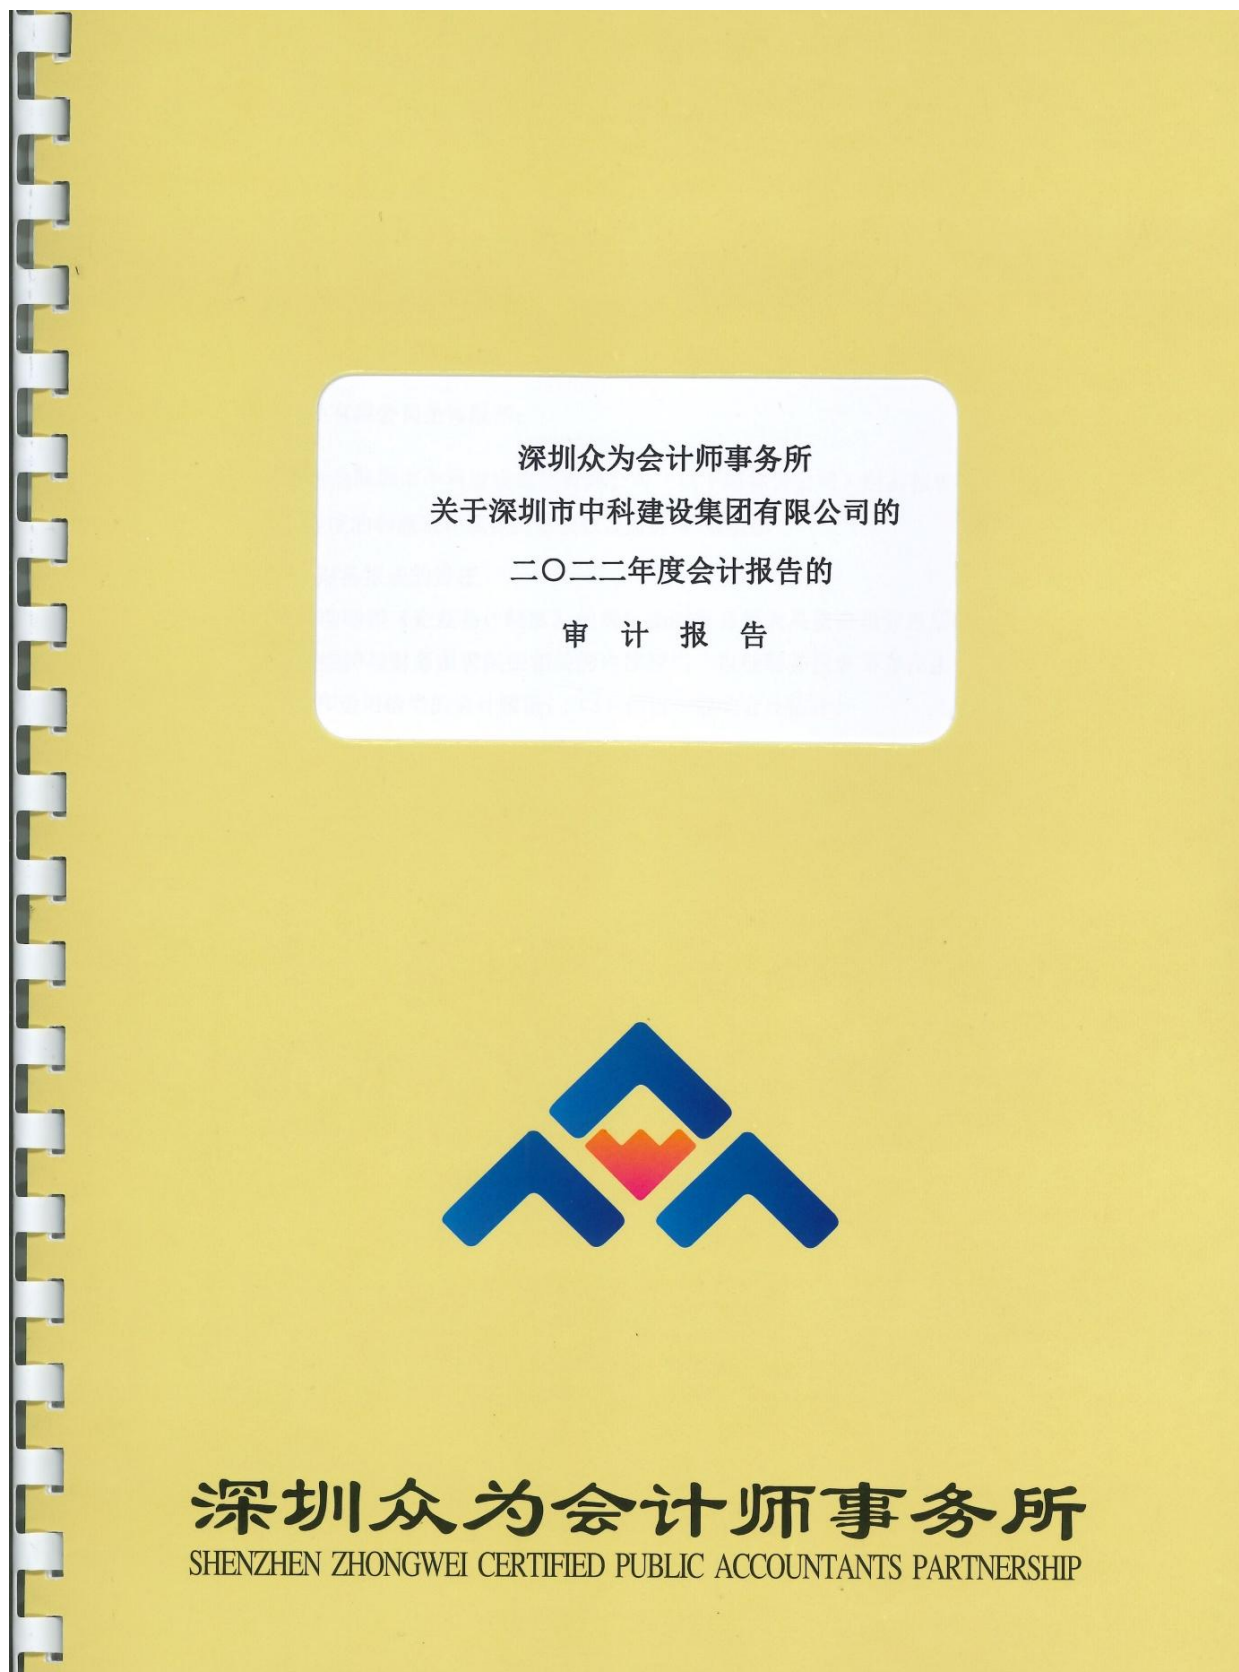 深圳众为会计师事务所
关于深圳市中科建设集团有限公司的
二〇二二年度会计报告的
审 计 报 告
深圳众为会计师事务所
SHENZHEN ZHONGWEI CERTIFIED PUBLIC ACCOUNTANTS PARTNERSHIP